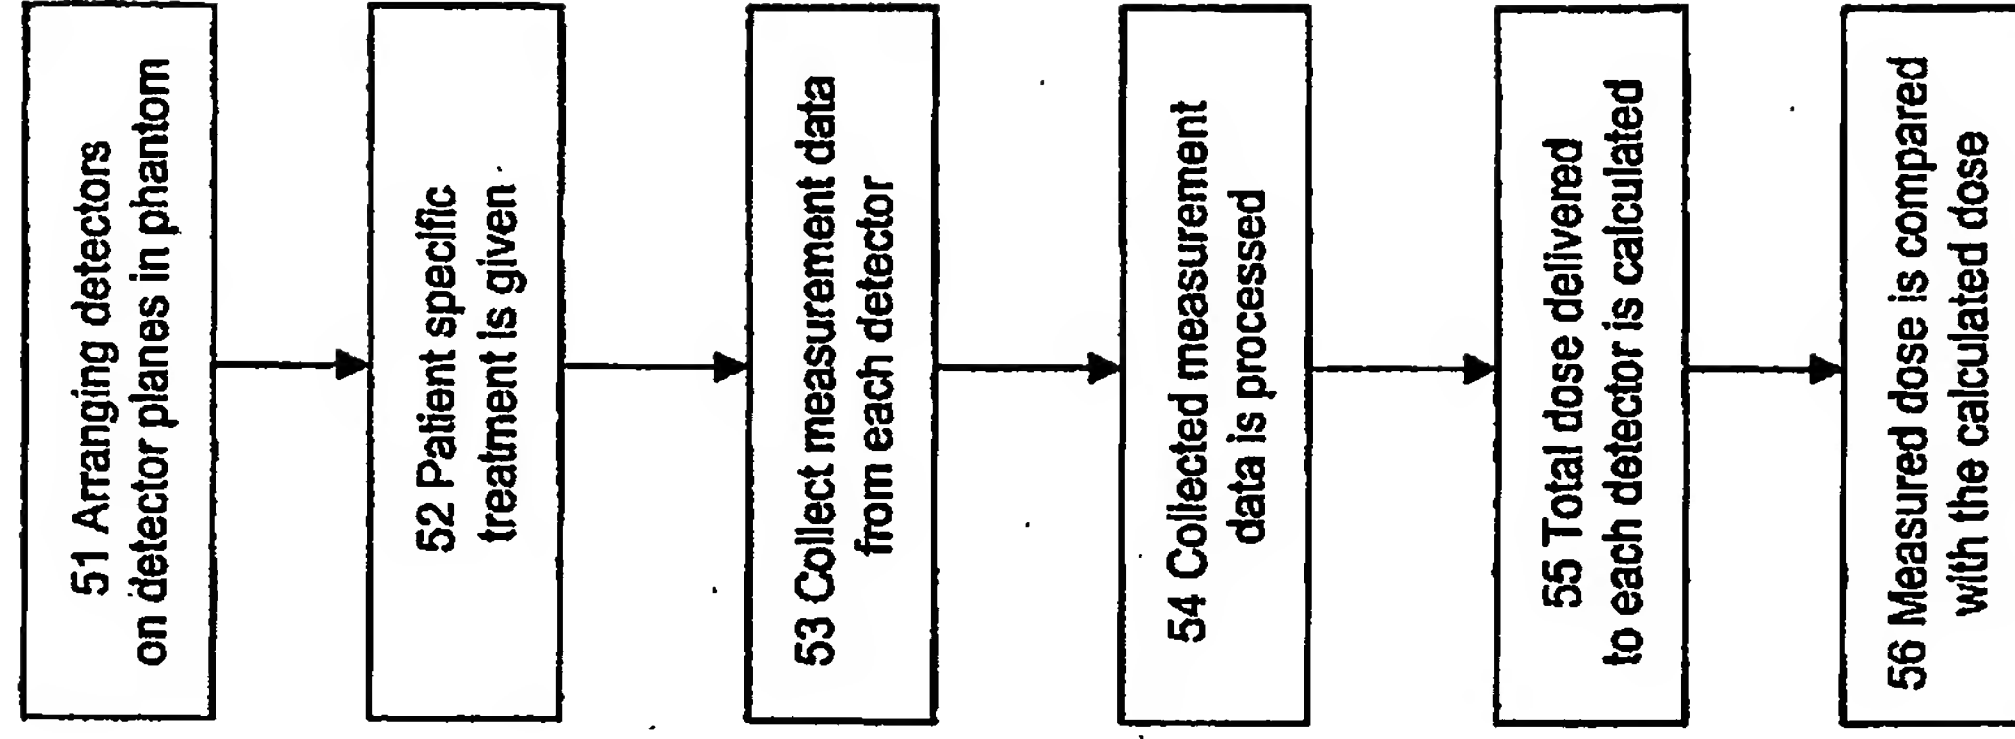 51 Arranging detectors
on detector planes in phantom
52 Patient specific
treatment is given
53 Collect measurement data
from each detector
54 Collected measurement
data is processed
55 Total dose delivered
to each detector is calculated
56 Measured dose is compared
with the calculated dose